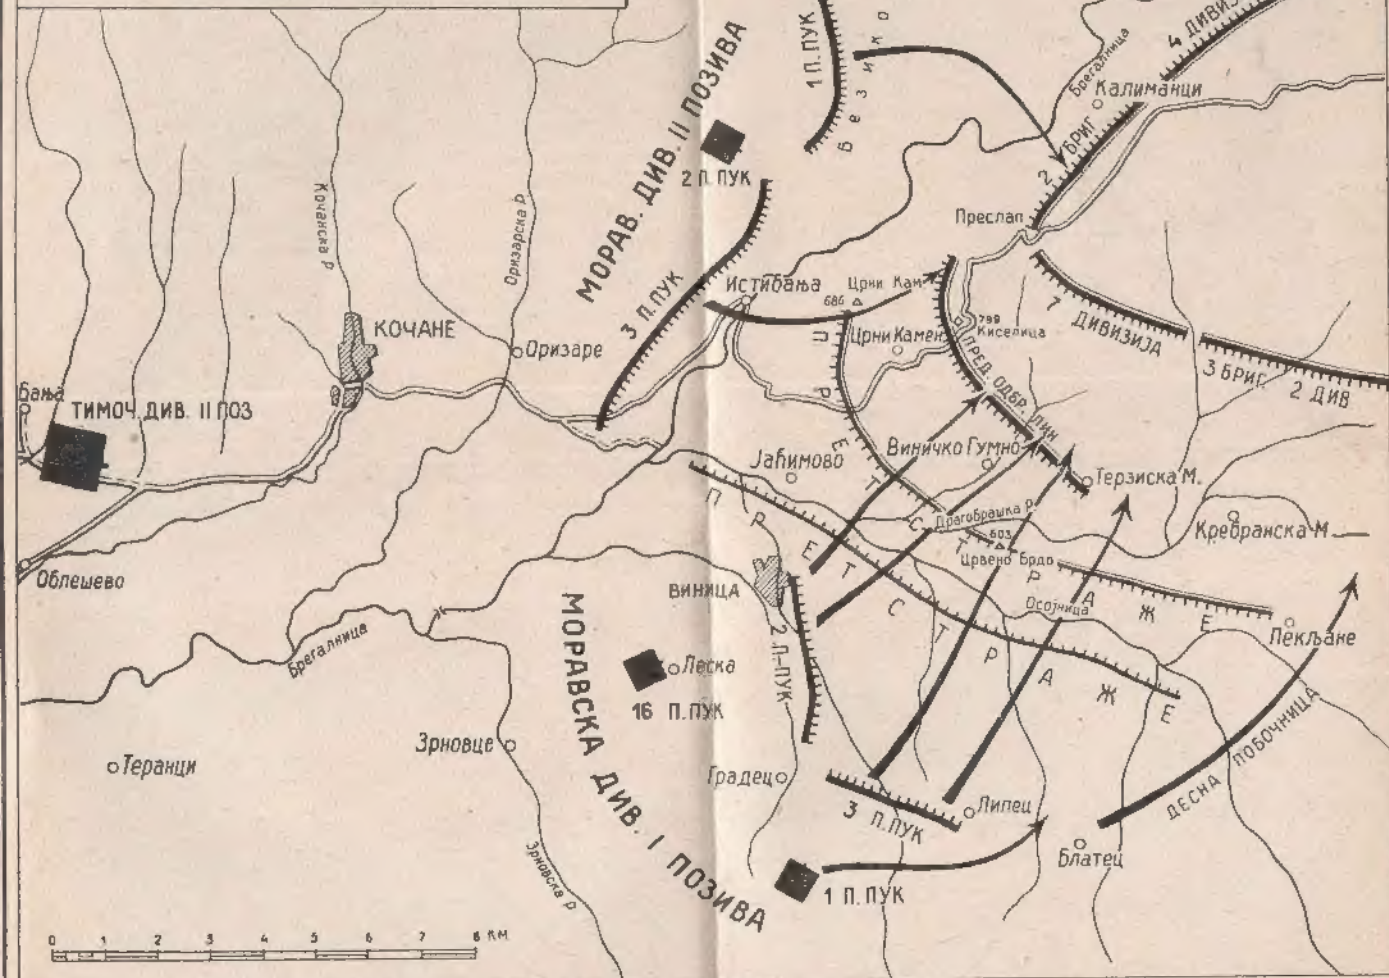 1 П. ПУК
Безико
Брегалница
4 ДИВИЗ
Калиманци
2 БРИГ
МОРАВ. ДИВ. II ПОЗИВА
2 П. ПУК
Преслап
Кочанска Р
Оризарска Р
3 П. ПУК
Истибања
Црни Кам.
686
ПРЕТСТРАЖЕ
Црни Камен
799
Киселица
1 ДИВИЗИЈА
3 БРИГ. 2 ДИВ
КОЧАНЕ
Оризаре
ПРЕД. ОДБР. ЛИН
Бања
ТИМОЧ. ДИВ. II ПОЗ
Јаћимово
Виничко Гумно
Терзиска М.
ПРЕТСТРАЖЕ
Драгобрашка р.
603
Црвено Брдо
Кребранска М
Облешево
ВИНИЦА
Осојница
Пекљане
Брегалница
2 П-ПУК
Леска
16 П. ПУК
МОРАВСКА ДИВ. I ПОЗИВА
Зрновце
Теранци
Градец
ДЕСНА ПОБОЧНИЦА
3 П. ПУК
Липец
Блатец
1 П. ПУК
Зрновска р
0 1 2 3 4 5 6 7 8 КМ